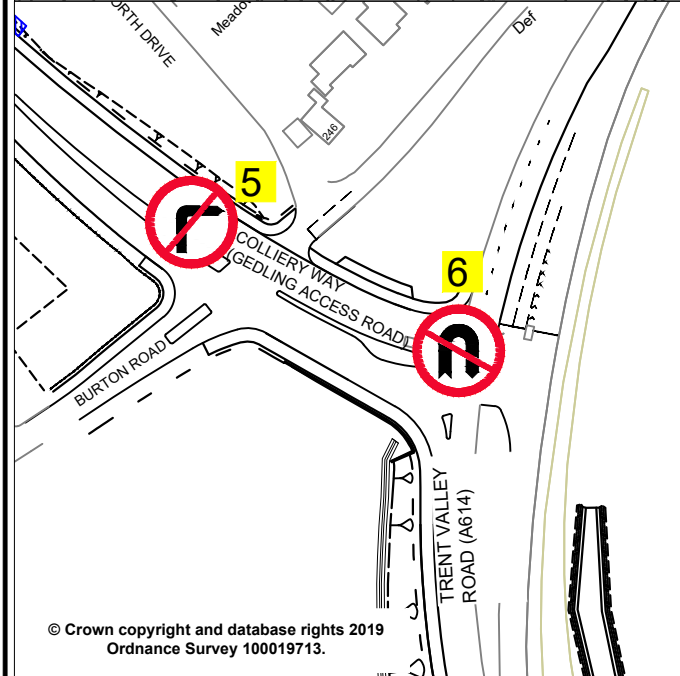 ORTH DRIVE
Meado
Def
246
5
COLLIERY WAY
(GEDLING ACCESS ROAD)
6
BURTON ROAD
TRENT VALLEY
ROAD (A614)
© Crown copyright and database rights 2019
Ordnance Survey 100019713.